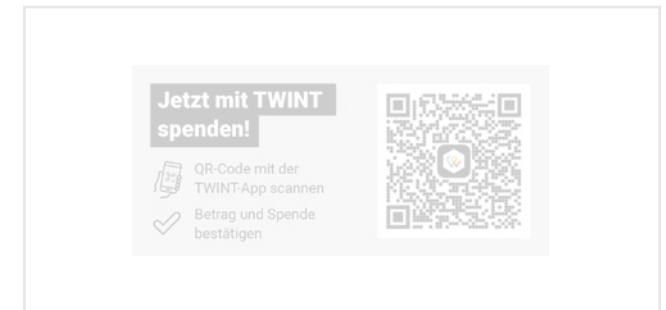 Jetzt mit TWINT
spenden!
QR-Code mit der
TWINT-App scannen
Betrag und Spende
bestätigen